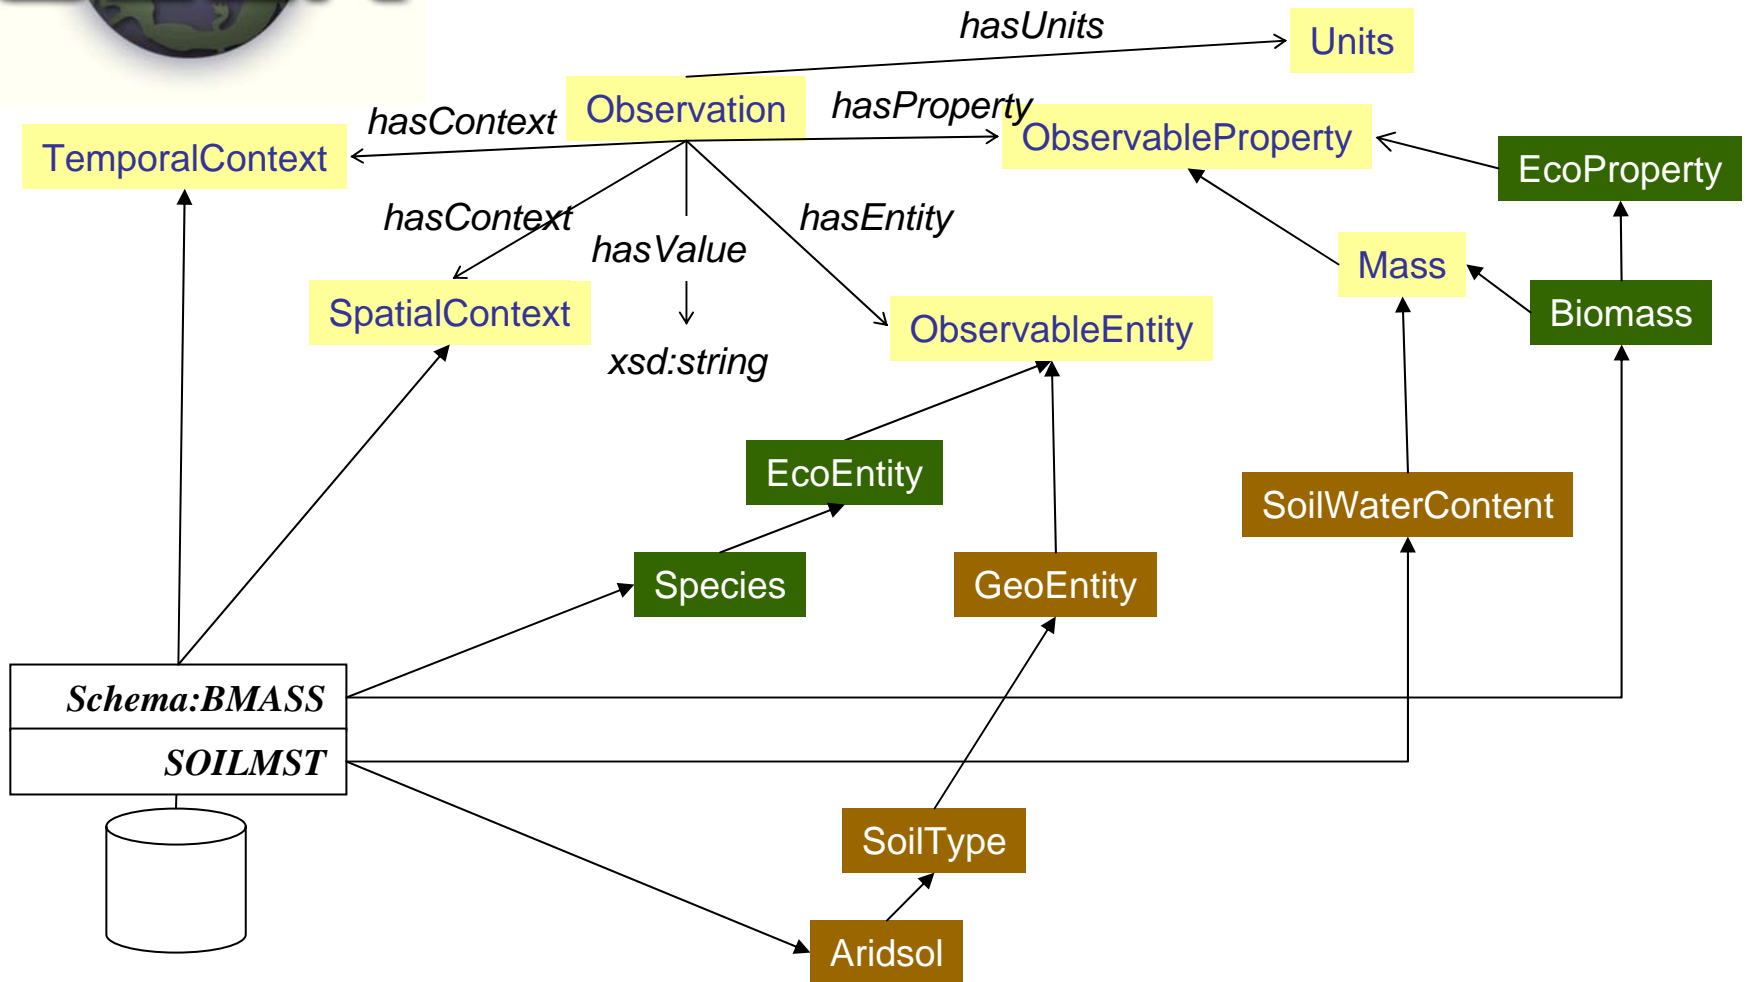 hasUnits
Units
Observation
hasProperty
hasContext
ObservableProperty
TemporalContext
EcoProperty
hasContext
hasEntity
hasValue
Mass
SpatialContext
Biomass
ObservableEntity
xsd:string
EcoEntity
SoilWaterContent
Species
GeoEntity
Schema:BMASS
SOILMST
SoilType
Aridsol